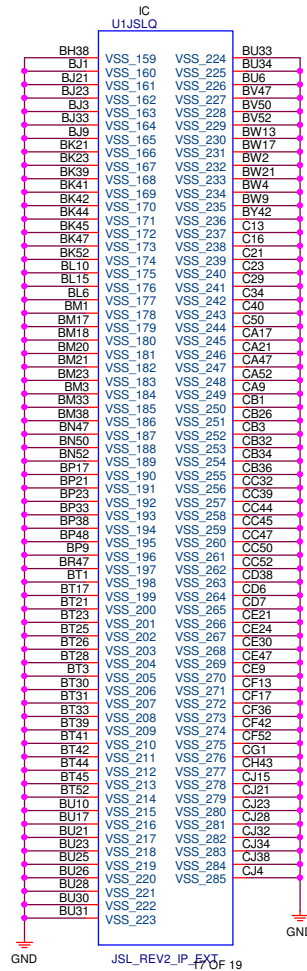 IC
U1JSLQ
BH38 VSS_159 VSS_224 BU33
BJ1 VSS_160 VSS_225 BU34
BJ21 VSS_161 VSS_226 BU6
BJ23 VSS_162 VSS_227 BV47
BJ3 VSS_163 VSS_228 BV50
BJ33 VSS_164 VSS_229 BV52
BJ9 VSS_165 VSS_230 BW13
BK21 VSS_166 VSS_231 BW17
BK23 VSS_167 VSS_232 BW2
BK39 VSS_168 VSS_233 BW21
BK41 VSS_169 VSS_234 BW4
BK42 VSS_170 VSS_235 BW9
BK44 VSS_171 VSS_236 BY42
BK45 VSS_172 VSS_237 C13
BK47 VSS_173 VSS_238 C16
BK52 VSS_174 VSS_239 C21
BL10 VSS_175 VSS_240 C23
BL15 VSS_176 VSS_241 C29
BL6 VSS_177 VSS_242 C34
BM1 VSS_178 VSS_243 C40
BM17 VSS_179 VSS_244 C50
BM18 VSS_180 VSS_245 CA17
BM20 VSS_181 VSS_246 CA21
BM21 VSS_182 VSS_247 CA47
BM23 VSS_183 VSS_248 CA52
BM3 VSS_184 VSS_249 CA9
BM33 VSS_185 VSS_250 CB1
BM38 VSS_186 VSS_251 CB26
BN47 VSS_187 VSS_252 CB3
BN50 VSS_188 VSS_253 CB32
BN52 VSS_189 VSS_254 CB34
BP17 VSS_190 VSS_255 CB36
BP21 VSS_191 VSS_256 CC32
BP23 VSS_192 VSS_257 CC39
BP33 VSS_193 VSS_258 CC44
BP38 VSS_194 VSS_259 CC45
BP48 VSS_195 VSS_260 CC47
BP9 VSS_196 VSS_261 CC50
BR47 VSS_197 VSS_262 CC52
BT1 VSS_198 VSS_263 CD38
BT17 VSS_199 VSS_264 CD6
BT21 VSS_200 VSS_265 CD7
BT23 VSS_201 VSS_266 CE21
BT25 VSS_202 VSS_267 CE24
BT26 VSS_203 VSS_268 CE30
BT28 VSS_204 VSS_269 CE47
BT3 VSS_205 VSS_270 CE9
BT30 VSS_206 VSS_271 CF13
BT31 VSS_207 VSS_272 CF17
BT33 VSS_208 VSS_273 CF36
BT39 VSS_209 VSS_274 CF42
BT41 VSS_210 VSS_275 CF52
BT42 VSS_211 VSS_276 CG1
BT44 VSS_212 VSS_277 CH43
BT45 VSS_213 VSS_278 CJ15
BT52 VSS_214 VSS_279 CJ21
BU10 VSS_215 VSS_280 CJ23
BU17 VSS_216 VSS_281 CJ28
BU21 VSS_217 VSS_282 CJ32
BU23 VSS_218 VSS_283 CJ34
BU25 VSS_219 VSS_284 CJ38
BU26 VSS_220 VSS_285 CJ4
BU28 VSS_221
BU30 VSS_222
BU31 VSS_223
GND
GND
JSL_REV2_IP_EXT
17 OF 19